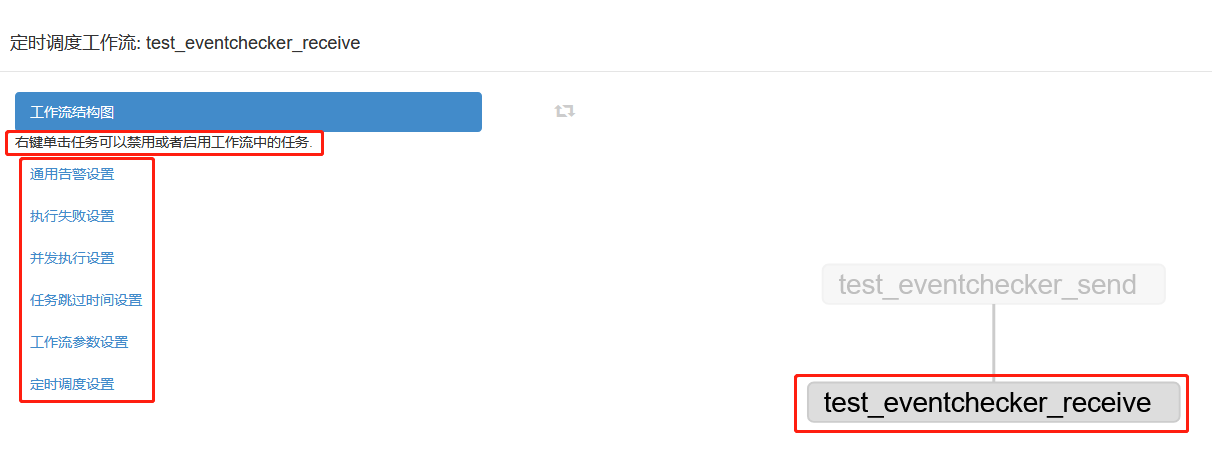 定时调度工作流: test_eventchecker_receive
工作流结构图
右键单击任务可以禁用或者启用工作流中的任务.
通用告警设置
执行失败设置
并发执行设置
任务跳过时间设置
工作流参数设置
定时调度设置
test_eventchecker_send
test_eventchecker_receive